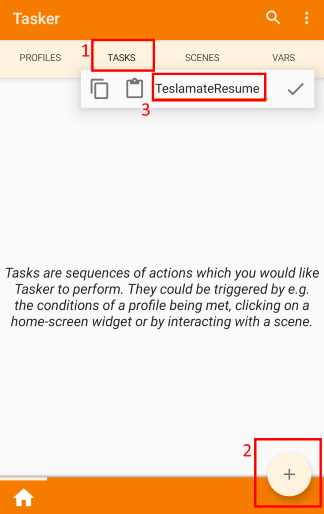 Tasker
PROFILES
1
TASKS
SCENES
VARS
TeslamateResume
3
Tasks are sequences of actions which you would like
Tasker to perform. They could be triggered by e.g.
the conditions of a profile being met, clicking on a
home-screen widget or by interacting with a scene.
2
+